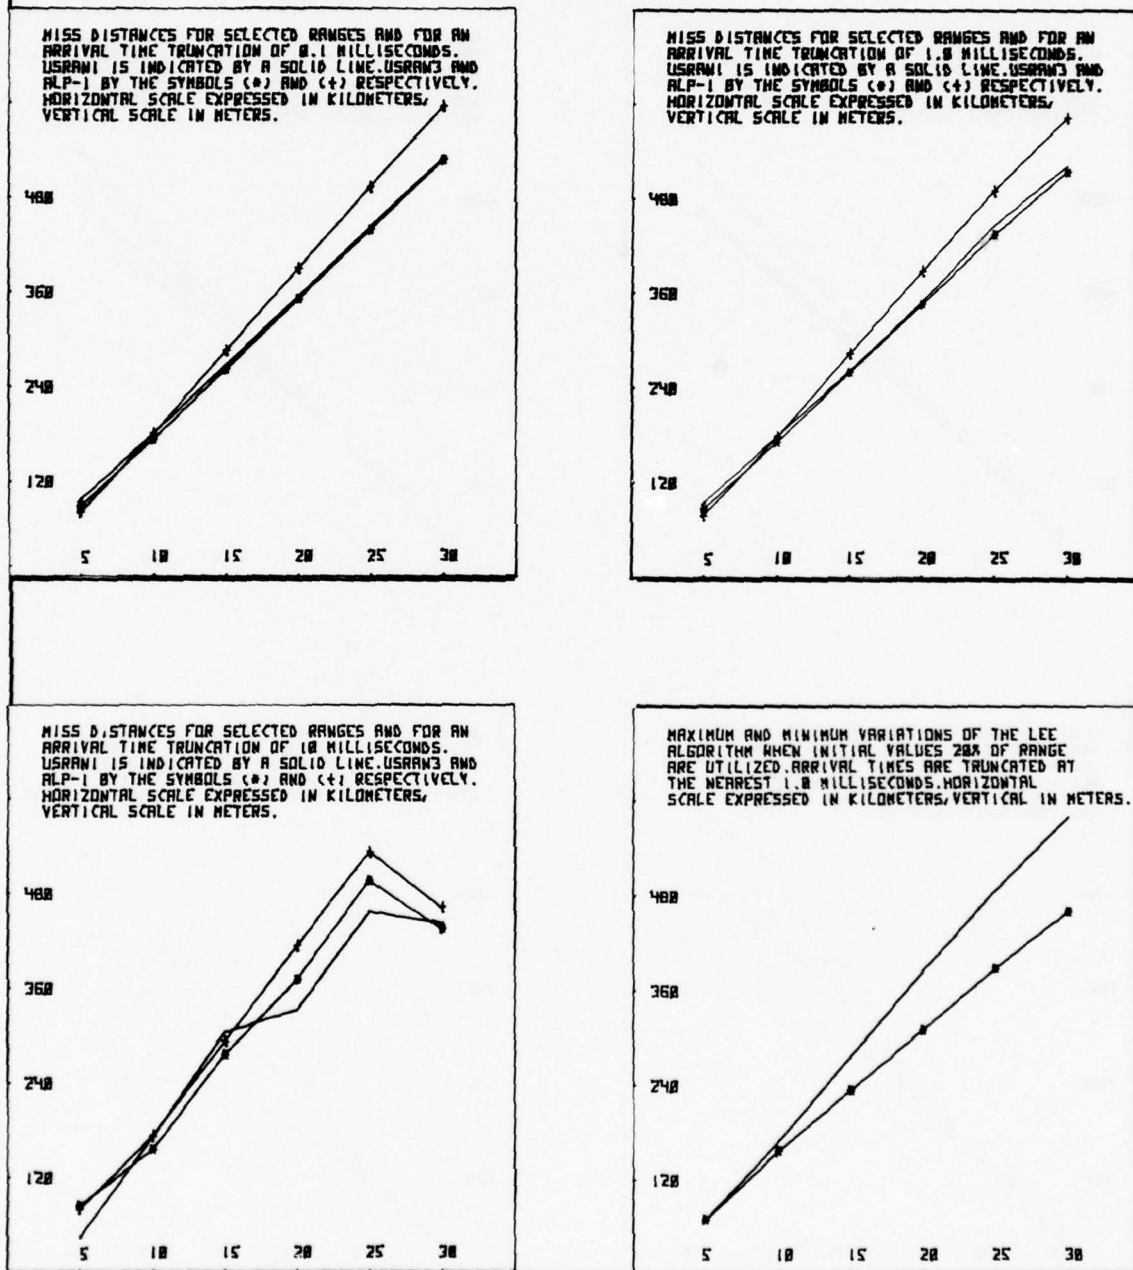 MISS DISTANCES FOR SELECTED RANGES AND FOR AN
ARRIVAL TIME TRUNCATION OF 0.1 MILLISECONDS.
USRAN1 IS INDICATED BY A SOLID LINE.USRAN3 AND
ALP-1 BY THE SYMBOLS (*) AND (+) RESPECTIVELY.
HORIZONTAL SCALE EXPRESSED IN KILOMETERS,
VERTICAL SCALE IN METERS.
480
360
240
120
5 10 15 20 25 30
MISS DISTANCES FOR SELECTED RANGES AND FOR AN
ARRIVAL TIME TRUNCATION OF 1.0 MILLISECONDS.
USRAN1 IS INDICATED BY A SOLID LINE.USRAN3 AND
ALP-1 BY THE SYMBOLS (*) AND (+) RESPECTIVELY.
HORIZONTAL SCALE EXPRESSED IN KILOMETERS,
VERTICAL SCALE IN METERS.
480
360
240
120
5 10 15 20 25 30
MISS D.STANCES FOR SELECTED RANGES AND FOR AN
ARRIVAL TIME TRUNCATION OF 10 MILLISECONDS.
USRAN1 IS INDICATED BY A SOLID LINE.USRAN3 AND
ALP-1 BY THE SYMBOLS (*) AND (+) RESPECTIVELY.
HORIZONTAL SCALE EXPRESSED IN KILOMETERS,
VERTICAL SCALE IN METERS.
480
360
240
120
5 10 15 20 25 30
MAXIMUM AND MINIMUM VARIATIONS OF THE LEE
ALGORITHM WHEN INITIAL VALUES 20% OF RANGE
ARE UTILIZED.ARRIVAL TIMES ARE TRUNCATED AT
THE NEAREST 1.0 MILLISECONDS.HORIZONTAL
SCALE EXPRESSED IN KILOMETERS,VERTICAL IN METERS.
480
360
240
120
5 10 15 20 25 30